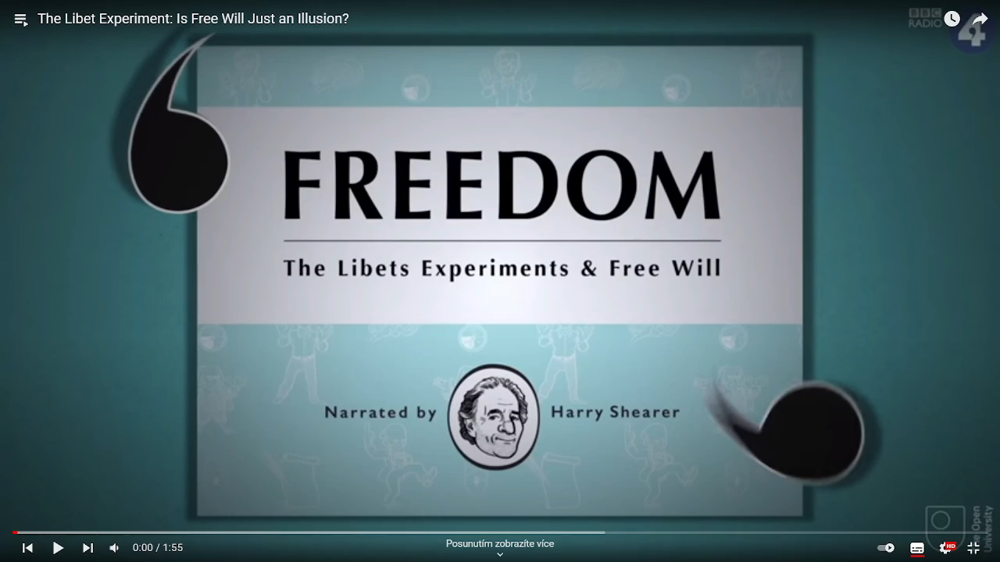 The Libet Experiment: Is Free Will Just an Illusion?
BBC
RADIO
4
FREEDOM
The Libets Experiments & Free Will
Narrated by Harry Shearer
The Open
University
0:00 / 1:55
Posunutím zobrazíte více
HD